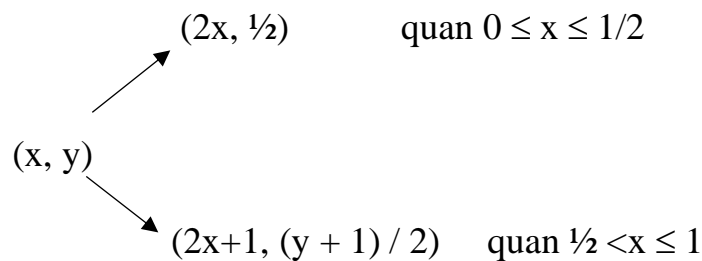 (2x, ½) quan 0 ≤ x ≤ 1/2
(x, y)
(2x+1, (y + 1) / 2) quan ½ <x ≤ 1